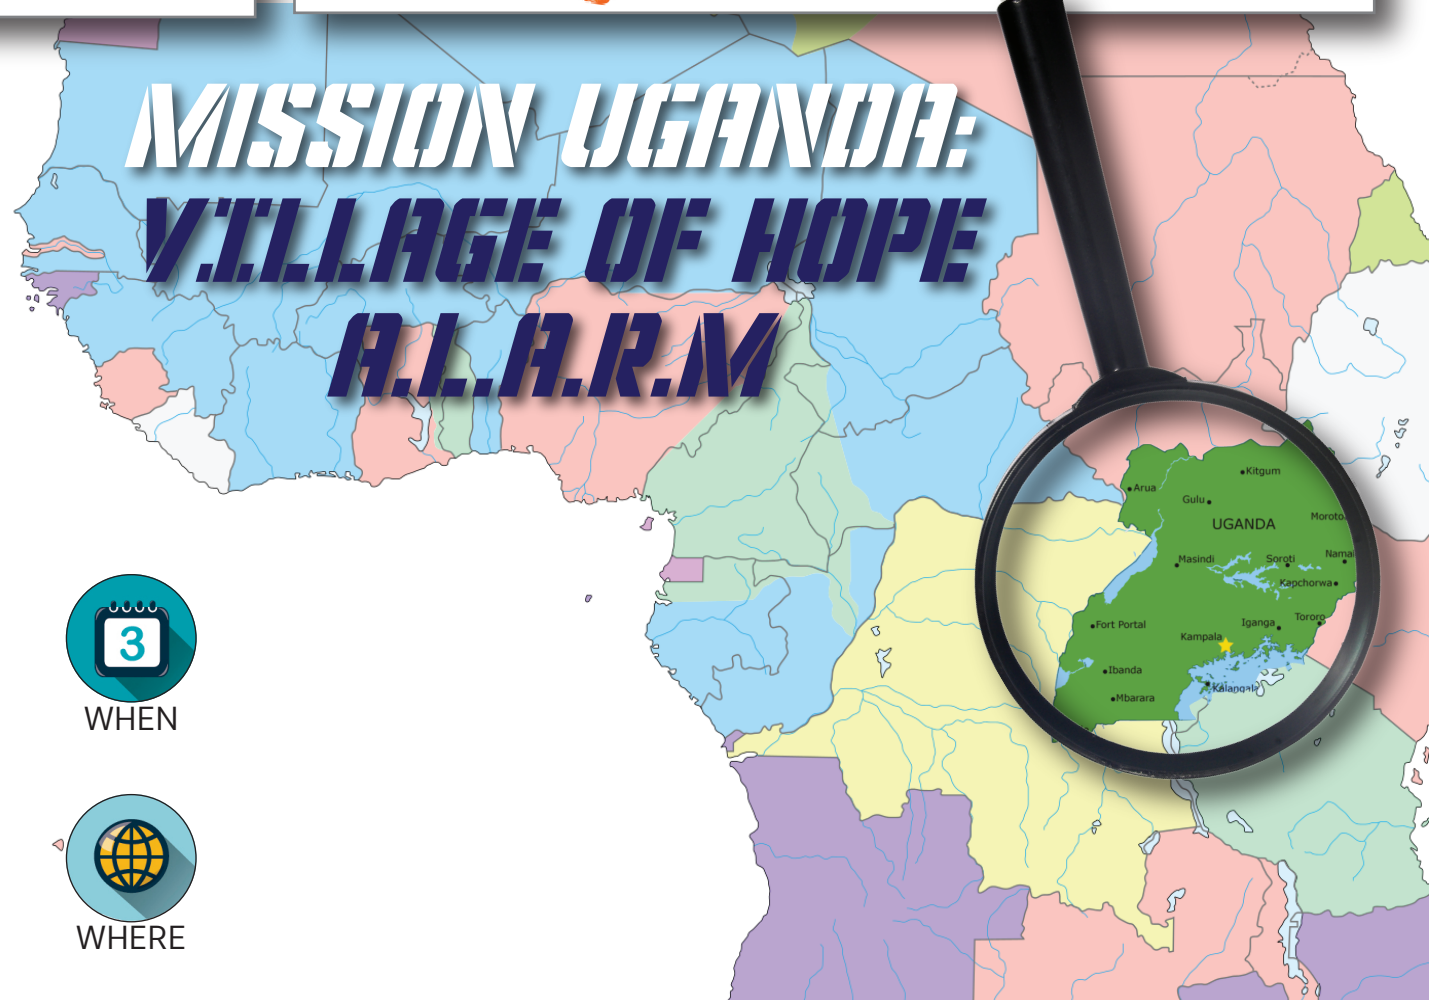 MISSION UGANDA:
VILLAGE OF HOPE
A.L.A.R.M
Kitgum
Arua
Gulu
UGANDA
Moroto
Masindi
Soroti
Namal
Kapchorwa
Fort Portal
Iganga
Tororo
Kampala
Ibanda
Kalangala
Mbarara
3
WHEN
WHERE